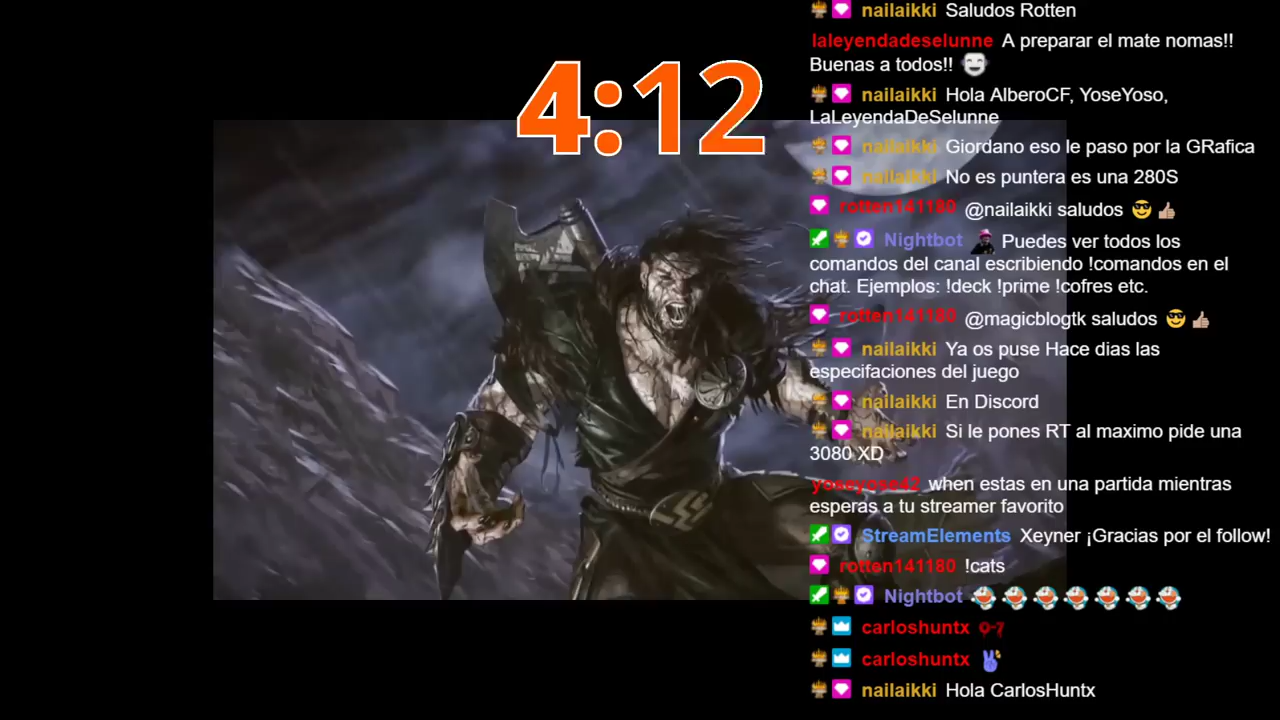 4:12
nailaikki Saludos Rotten
laleyendadeselunne A preparar el mate nomas!!
Buenas a todos!!
nailaikki Hola AlberoCF, YoseYoso,
LaLeyendaDeSelunne
nailaikki Giordano eso le paso por la GRafica
nailaikki No es puntera es una 280S
rotten141180 @nailaikki saludos 😎👍🏼
Nightbot Puedes ver todos los
comandos del canal escribiendo !comandos en el
chat. Ejemplos: !deck !prime !cofres etc.
rotten141180 @magicblogtk saludos 😎👍🏼
nailaikki Ya os puse Hace dias las
especifaciones del juego
nailaikki En Discord
nailaikki Si le pones RT al maximo pide una
3080 XD
yoseyose42 when estas en una partida mientras
esperas a tu streamer favorito
StreamElements Xeyner ¡Gracias por el follow!
rotten141180 !cats
Nightbot
carloshuntx
carloshuntx
nailaikki Hola CarlosHuntx